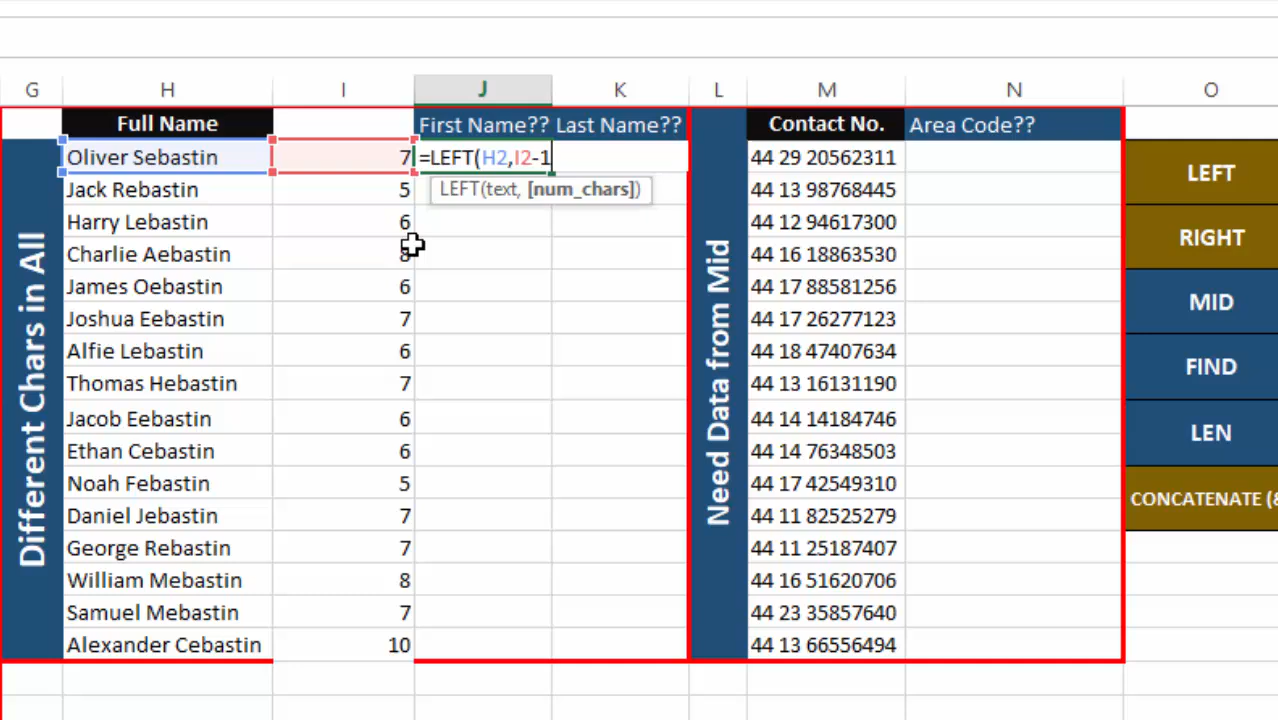 G H I J K L M N O
Full Name First Name?? Last Name?? Contact No. Area Code??
Different Chars in All
Need Data from Mid
Oliver Sebastin 7 =LEFT(H2,I2-1 44 29 20562311
LEFT(text, [num_chars])
Jack Rebastin 5 44 13 98768445
Harry Lebastin 6 44 12 94617300
Charlie Aebastin 8 44 16 18863530
James Oebastin 6 44 17 88581256
Joshua Eebastin 7 44 17 26277123
Alfie Lebastin 6 44 18 47407634
Thomas Hebastin 7 44 13 16131190
Jacob Eebastin 6 44 14 14184746
Ethan Cebastin 6 44 14 76348503
Noah Febastin 5 44 17 42549310
Daniel Jebastin 7 44 11 82525279
George Rebastin 7 44 11 25187407
William Mebastin 8 44 16 51620706
Samuel Mebastin 7 44 23 35857640
Alexander Cebastin 10 44 13 66556494
LEFT
RIGHT
MID
FIND
LEN
CONCATENATE (&